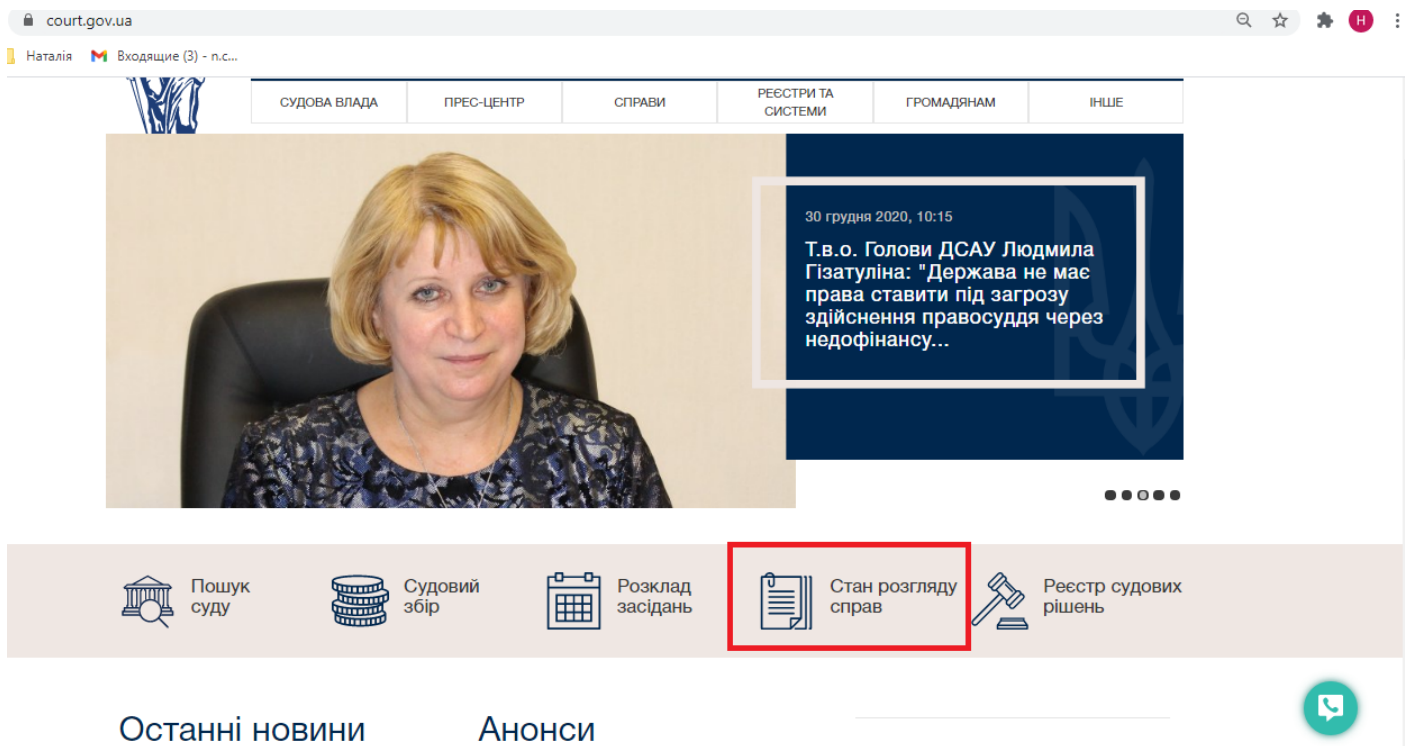 court.gov.ua
H
Наталія
Входящие (3) - n.c...
СУДОВА ВЛАДА
ПРЕС-ЦЕНТР
СПРАВИ
РЕЄСТРИ ТА
СИСТЕМИ
ГРОМАДЯНАМ
ІНШЕ
30 грудня 2020, 10:15
Т.в.о. Голови ДСАУ Людмила
Гізатуліна: "Держава не має
права ставити під загрозу
здійснення правосуддя через
недофінансу...
Пошук
суду
Судовий
збір
Розклад
засідань
Стан розгляду
справ
Реєстр судових
рішень
Останні новини
Анонси